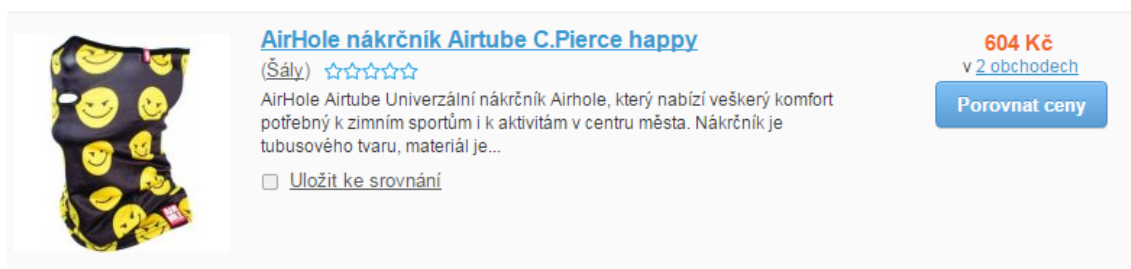 AirHole nákrčník Airtube C.Pierce happy
(Šály)
AirHole Airtube Univerzální nákrčník Airhole, který nabízí veškerý komfort
potřebný k zimním sportům i k aktivitám v centru města. Nákrčník je
tubusového tvaru, materiál je...
Uložit ke srovnání
604 Kč
v 2 obchodech
Porovnat ceny